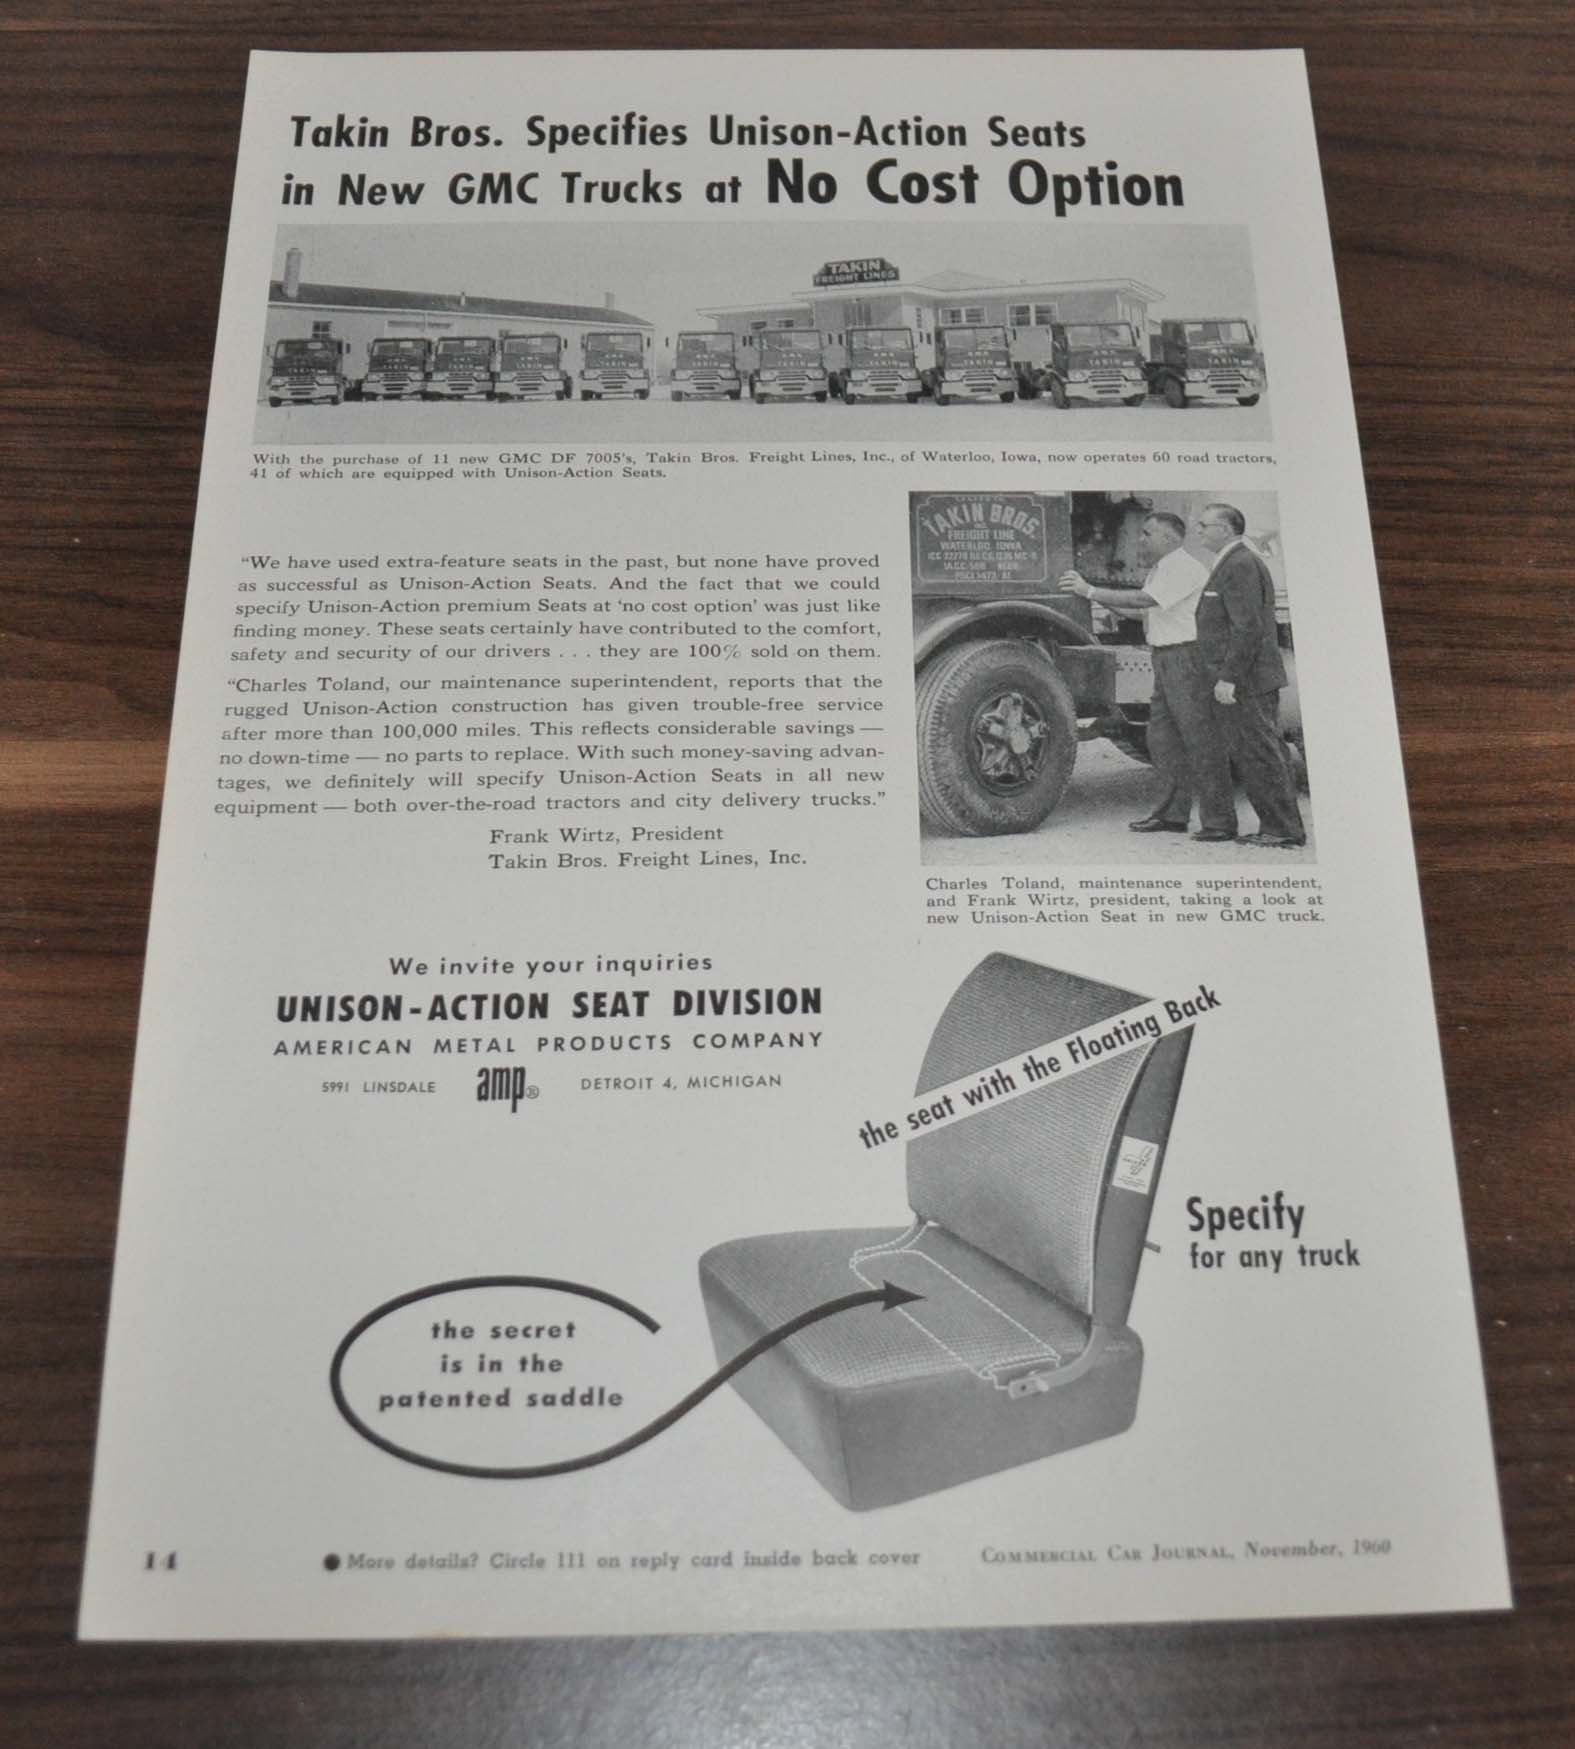 Takin Bros. Specifies Unison-Action Seats
in New GMC Trucks at No Cost Option
TAKIN
FREIGHT LINES
With the purchase of 11 new GMC DF 7005's, Takin Bros. Freight Lines, Inc., of Waterloo, Iowa, now operates 60 road tractors,
41 of which are equipped with Unison-Action Seats.
“We have used extra-feature seats in the past, but none have proved
as successful as Unison-Action Seats. And the fact that we could
specify Unison-Action premium Seats at ‘no cost option’ was just like
finding money. These seats certainly have contributed to the comfort,
safety and security of our drivers . . . they are 100% sold on them.
“Charles Toland, our maintenance superintendent, reports that the
rugged Unison-Action construction has given trouble-free service
after more than 100,000 miles. This reflects considerable savings —
no down-time — no parts to replace. With such money-saving advan-
tages, we definitely will specify Unison-Action Seats in all new
equipment — both over-the-road tractors and city delivery trucks.”
Frank Wirtz, President
Takin Bros. Freight Lines, Inc.
TAKIN BROS.
FREIGHT LINE
WATERLOO, IOWA
Charles Toland, maintenance superintendent,
and Frank Wirtz, president, taking a look at
new Unison-Action Seat in new GMC truck.
We invite your inquiries
UNISON-ACTION SEAT DIVISION
AMERICAN METAL PRODUCTS COMPANY
5991 LINSDALE amp® DETROIT 4, MICHIGAN
the seat with the Floating Back
Specify
for any truck
the secret
is in the
patented saddle
14
● More details? Circle 111 on reply card inside back cover
COMMERCIAL CAR JOURNAL, November, 1960